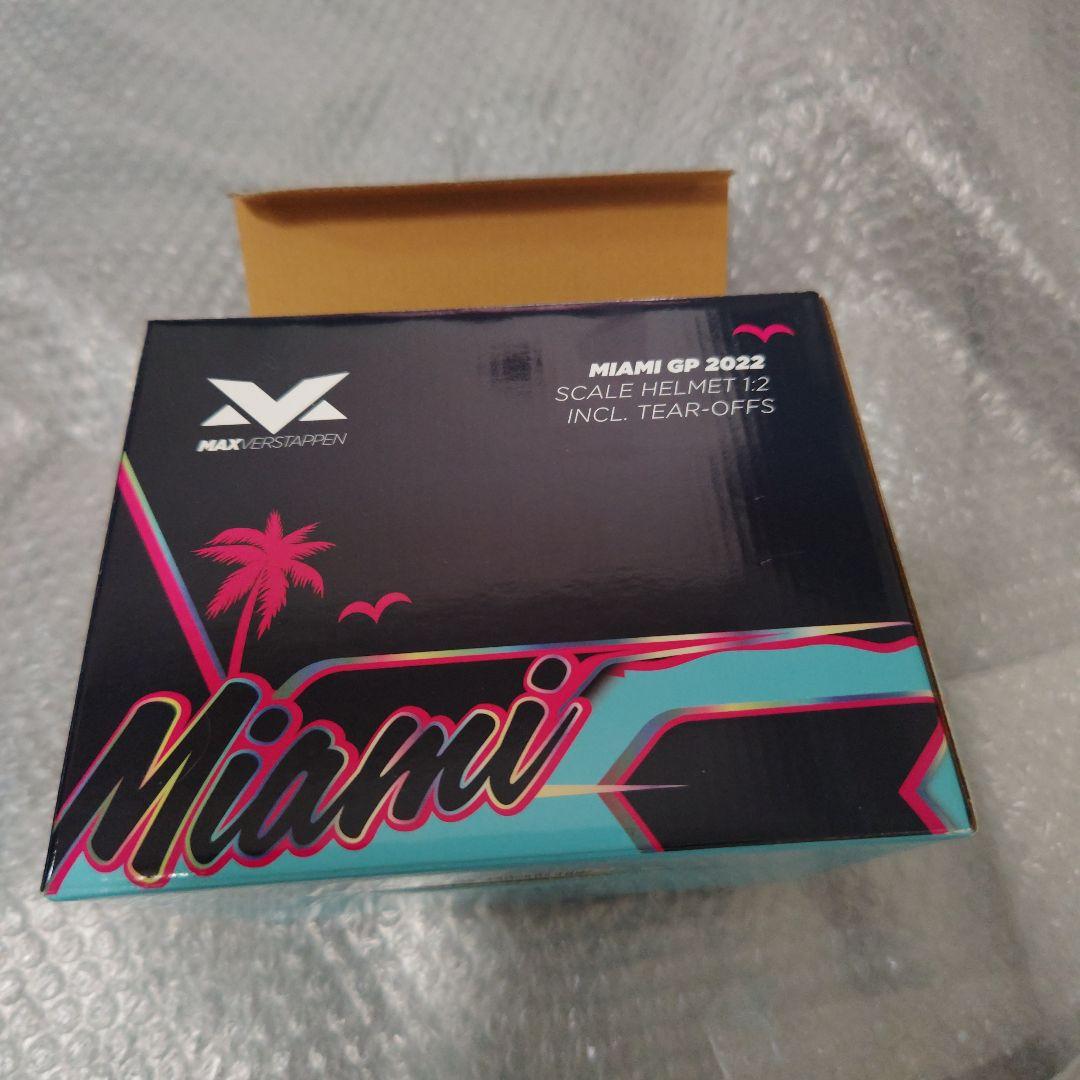 MAXVERSTAPPEN
MIAMI GP 2022
SCALE HELMET 1:2
INCL. TEAR-OFFS
Miami